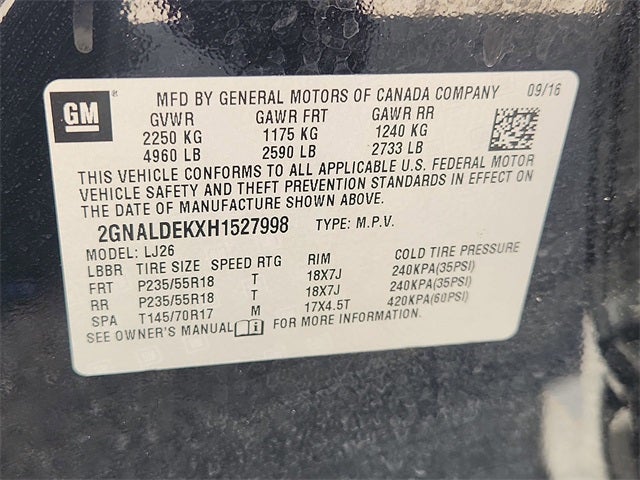 GM MFD BY GENERAL MOTORS OF CANADA COMPANY 09/16
GVWR GAWR FRT GAWR RR
2250 KG 1175 KG 1240 KG
4960 LB 2590 LB 2733 LB
THIS VEHICLE CONFORMS TO ALL APPLICABLE U.S. FEDERAL MOTOR
VEHICLE SAFETY AND THEFT PREVENTION STANDARDS IN EFFECT ON
THE DATE OF MANUFACTURE SHOWN ABOVE.
2GNALDEKXH1527998 TYPE: M.P.V.
MODEL: LJ26
LBBR TIRE SIZE SPEED RTG RIM COLD TIRE PRESSURE
FRT P235/55R18 T 18X7J 240KPA(35PSI)
RR P235/55R18 T 18X7J 240KPA(35PSI)
SPA T145/70R17 M 17X4.5T 420KPA(60PSI)
SEE OWNER'S MANUAL FOR MORE INFORMATION.